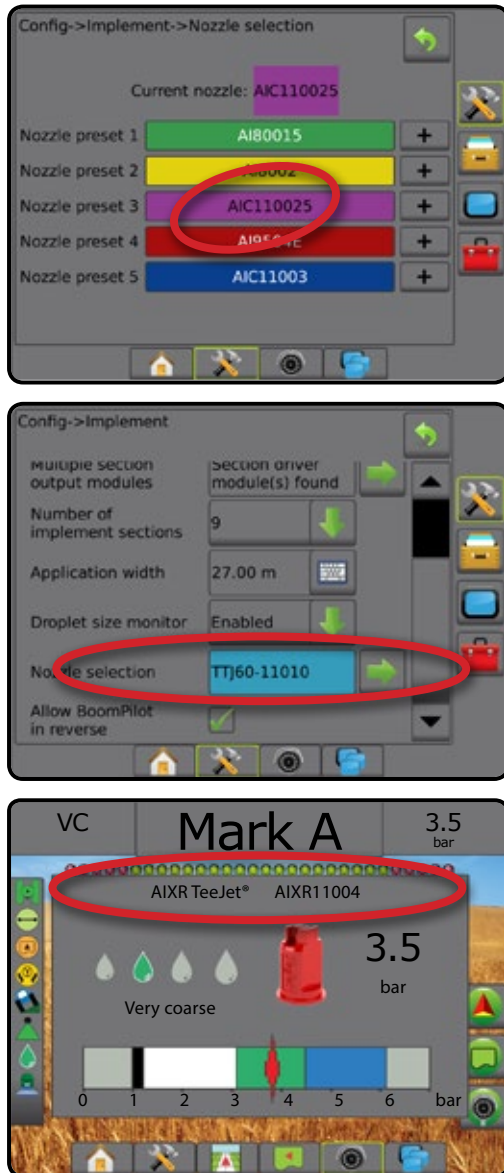 Config->Implement->Nozzle selection
Current nozzle: AIC110025
Nozzle preset 1 AI80015 +
Nozzle preset 2 +
Nozzle preset 3 AIC110025 +
Nozzle preset 4 AI9504E +
Nozzle preset 5 AIC11003 +
Config->Implement
Multiple section output modules
Section driver module(s) found
Number of implement sections
9
Application width 27.00 m
Droplet size monitor Enabled
Nozzle selection TTJ60-11010
Allow BoomPilot in reverse
VC Mark A 3.5 bar
AIXR TeeJet® AIXR11004
3.5
bar
Very coarse
0 1 2 3 4 5 6 bar